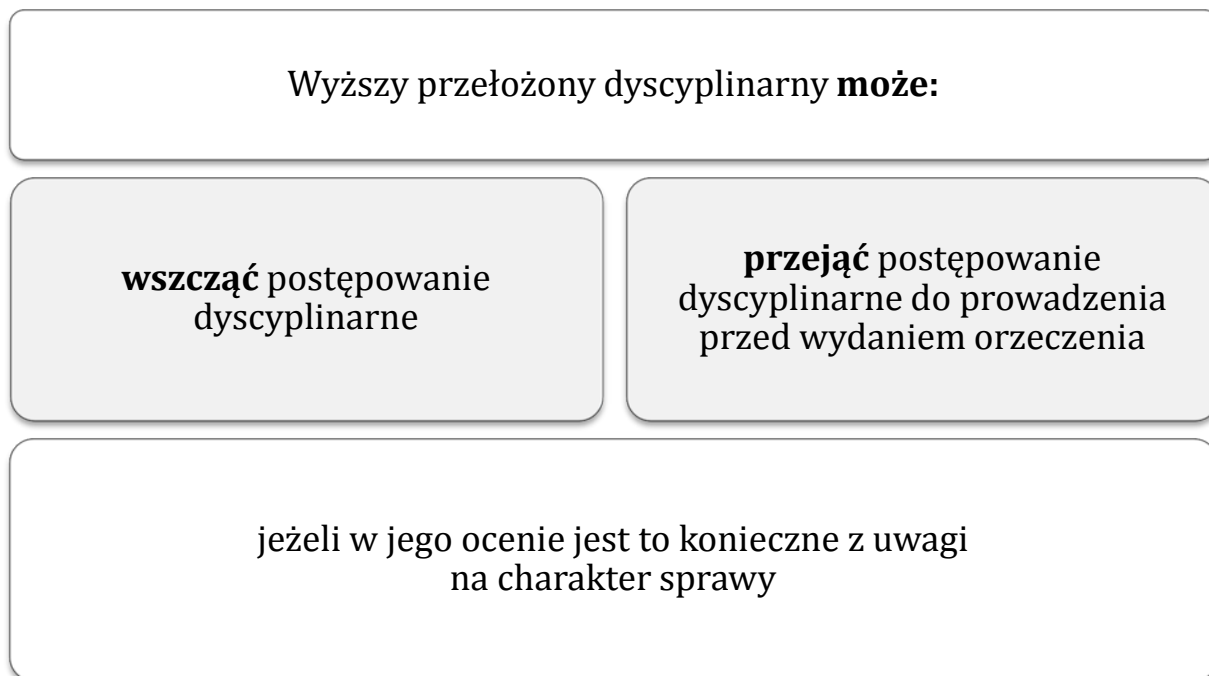 Wyższy przełożony dyscyplinarny może:
wszcząć postępowanie
dyscyplinarne
przejąć postępowanie
dyscyplinarne do prowadzenia
przed wydaniem orzeczenia
jeżeli w jego ocenie jest to konieczne z uwagi
na charakter sprawy